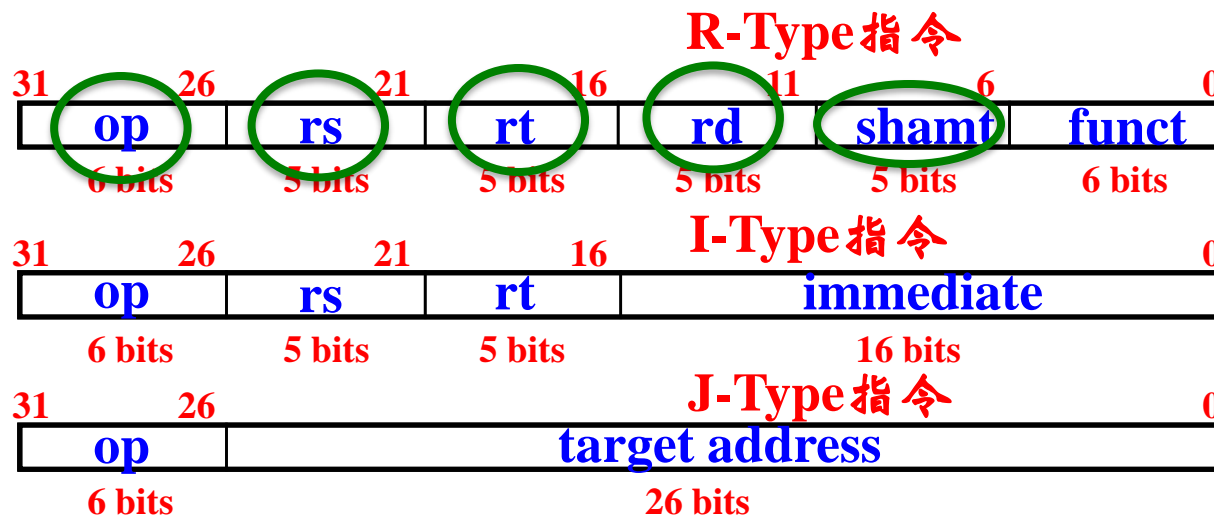 R-Type指令
31 26 21 16 11 6 0
op rs rt rd shamt funct
6 bits 5 bits 5 bits 5 bits 5 bits 6 bits
I-Type指令
31 26 21 16 0
op rs rt immediate
6 bits 5 bits 5 bits 16 bits
J-Type指令
31 26 0
op target address
6 bits 26 bits